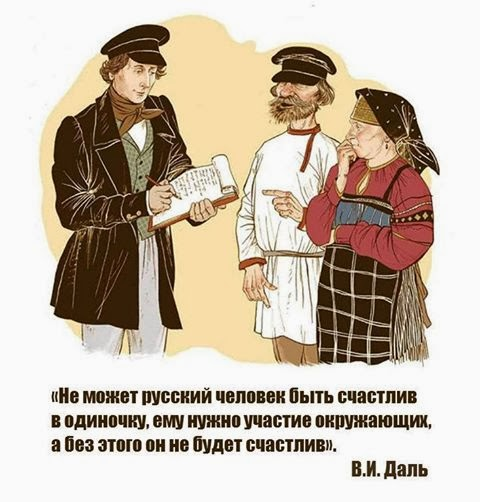 «Не может русский человек быть счастлив
в одиночку, ему нужно участие окружающих,
а без этого он не будет счастлив».
В.И. Даль